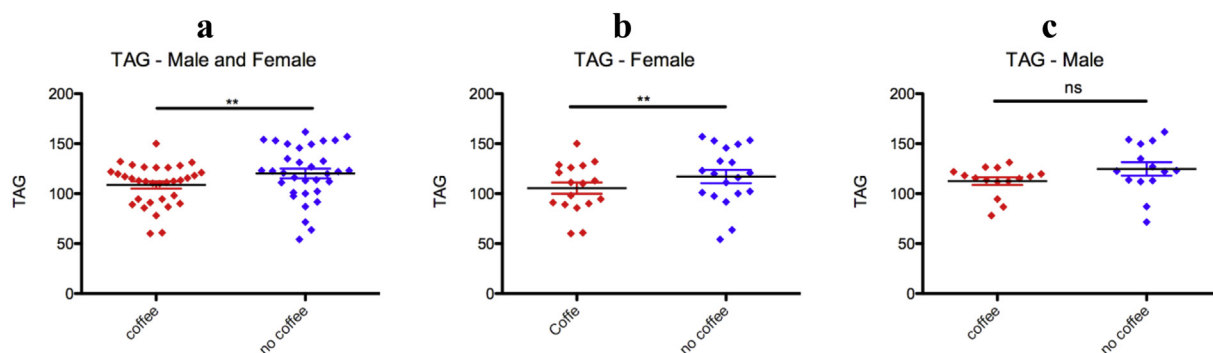 a
TAG - Male and Female
**
TAG
200
150
100
50
0
coffee
no coffee
b
TAG - Female
**
TAG
200
150
100
50
0
Coffe
no coffee
c
TAG - Male
ns
TAG
200
150
100
50
0
coffee
no coffee